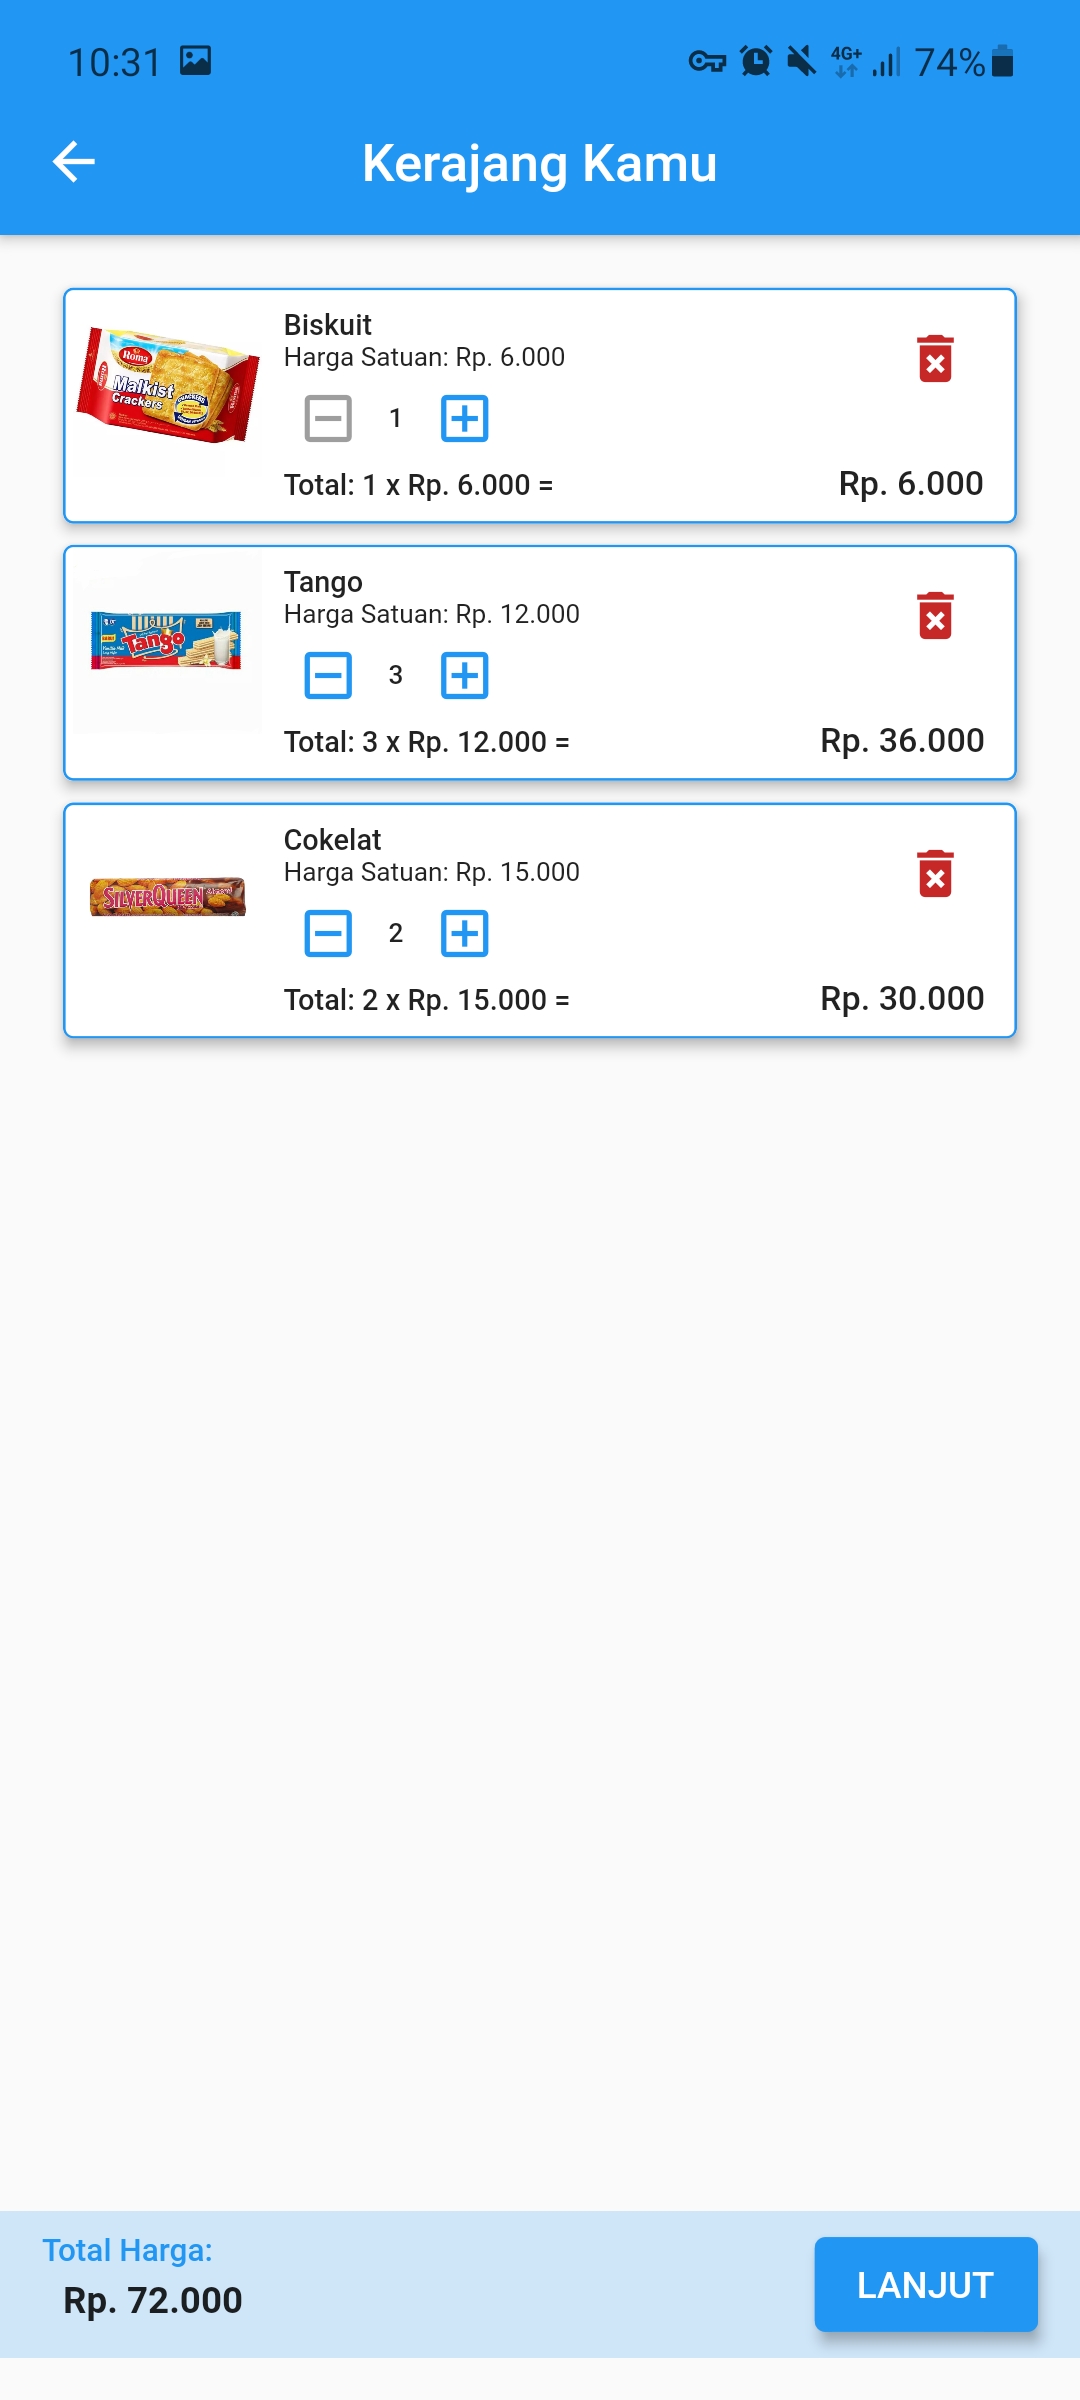 10:31
4G+
74%
Kerajang Kamu
Biskuit
Harga Satuan: Rp. 6.000
Roma
Malkist
Crackers
1
Total: 1 x Rp. 6.000 =
Rp. 6.000
Tango
Harga Satuan: Rp. 12.000
Tango
3
Total: 3 x Rp. 12.000 =
Rp. 36.000
Cokelat
Harga Satuan: Rp. 15.000
SILVERQUEEN
2
Total: 2 x Rp. 15.000 =
Rp. 30.000
Total Harga:
Rp. 72.000
LANJUT